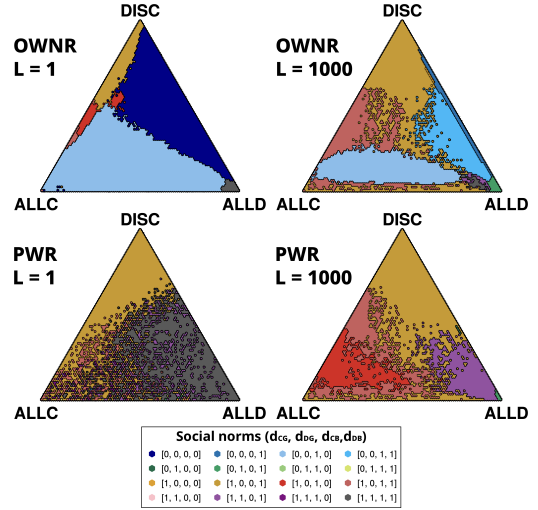 DISC DISC
OWNR OWNR
L = 1 L = 1000
ALLC ALLD ALLC ALLD
DISC DISC
PWR PWR
L = 1 L = 1000
ALLC ALLD ALLC ALLD
Social norms (dCG, dDG, dCB,dDB)
[0, 0, 0, 0] [0, 0, 0, 1] [0, 0, 1, 0] [0, 0, 1, 1]
[0, 1, 0, 0] [0, 1, 0, 1] [0, 1, 1, 0] [0, 1, 1, 1]
[1, 0, 0, 0] [1, 0, 0, 1] [1, 0, 1, 0] [1, 0, 1, 1]
[1, 1, 0, 0] [1, 1, 0, 1] [1, 1, 1, 0] [1, 1, 1, 1]